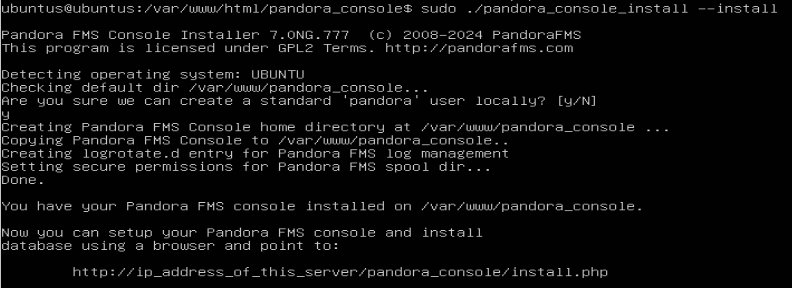 ubuntus@ubuntus:/var/www/html/pandora_console$ sudo ./pandora_console_install --install
Pandora FMS Console Installer 7.0NG.777  (c) 2008-2024 PandoraFMS
This program is licensed under GPL2 Terms. http://pandorafms.com
Detecting operating system: UBUNTU
Checking default dir /var/www/pandora_console...
Are you sure we can create a standard 'pandora' user locally? [y/N]
y
Creating Pandora FMS Console home directory at /var/www/pandora_console ...
Copying Pandora FMS Console to /var/www/pandora_console..
Creating logrotate.d entry for Pandora FMS log management
Setting secure permissions for Pandora FMS spool dir...
Done.
You have your Pandora FMS console installed on /var/www/pandora_console.
Now you can setup your Pandora FMS console and install
database using a browser and point to:
http://ip_address_of_this_server/pandora_console/install.php